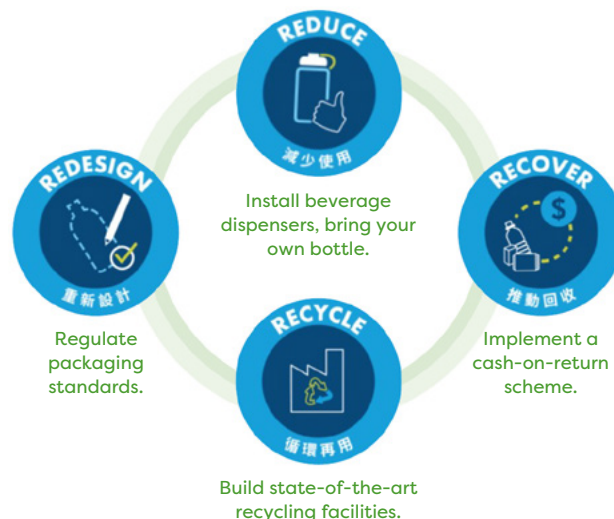 REDUCE
減少使用
Install beverage
dispensers, bring your
own bottle.
REDESIGN
重新設計
Regulate
packaging
standards.
RECOVER
$
推動回收
Implement a
cash-on-return
scheme.
RECYCLE
循環再用
Build state-of-the-art
recycling facilities.